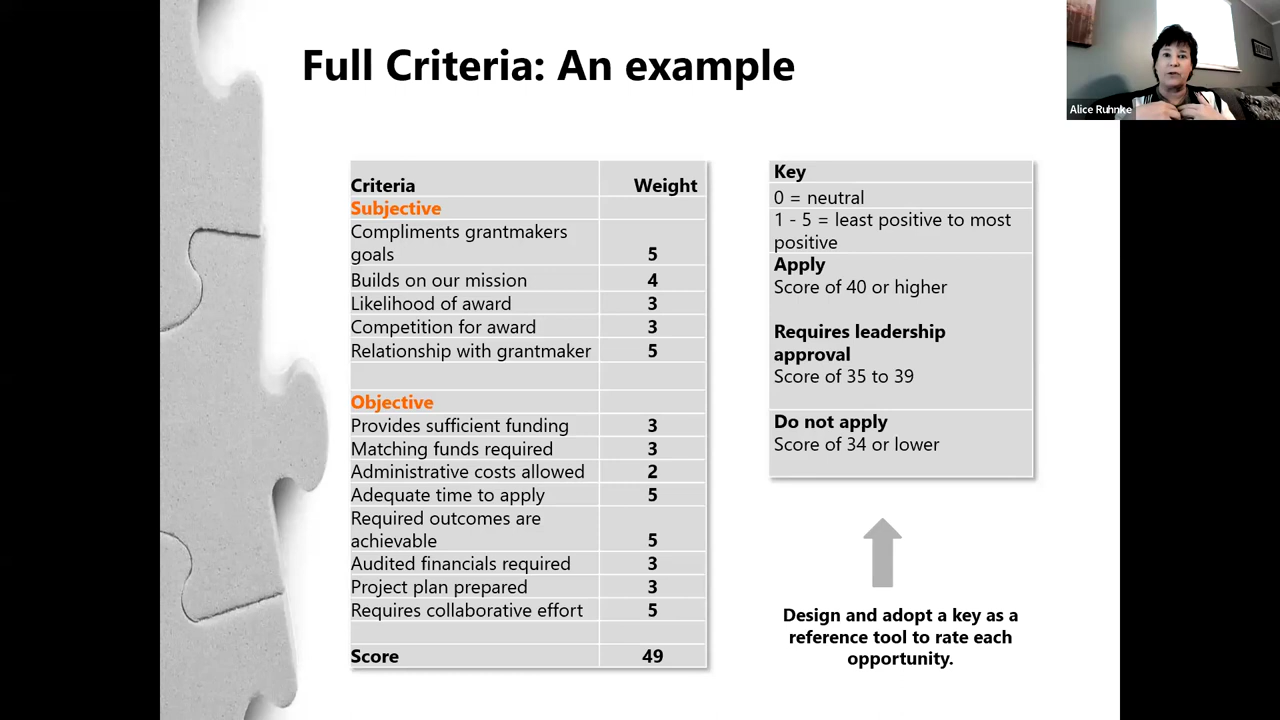 Full Criteria: An example
Alice Ruhnke
Criteria Weight
Subjective
Compliments grantmakers
goals 5
Builds on our mission 4
Likelihood of award 3
Competition for award 3
Relationship with grantmaker 5
Objective
Provides sufficient funding 3
Matching funds required 3
Administrative costs allowed 2
Adequate time to apply 5
Required outcomes are
achievable 5
Audited financials required 3
Project plan prepared 3
Requires collaborative effort 5
Score 49
Key
0 = neutral
1 - 5 = least positive to most
positive
Apply
Score of 40 or higher
Requires leadership
approval
Score of 35 to 39
Do not apply
Score of 34 or lower
Design and adopt a key as a
reference tool to rate each
opportunity.